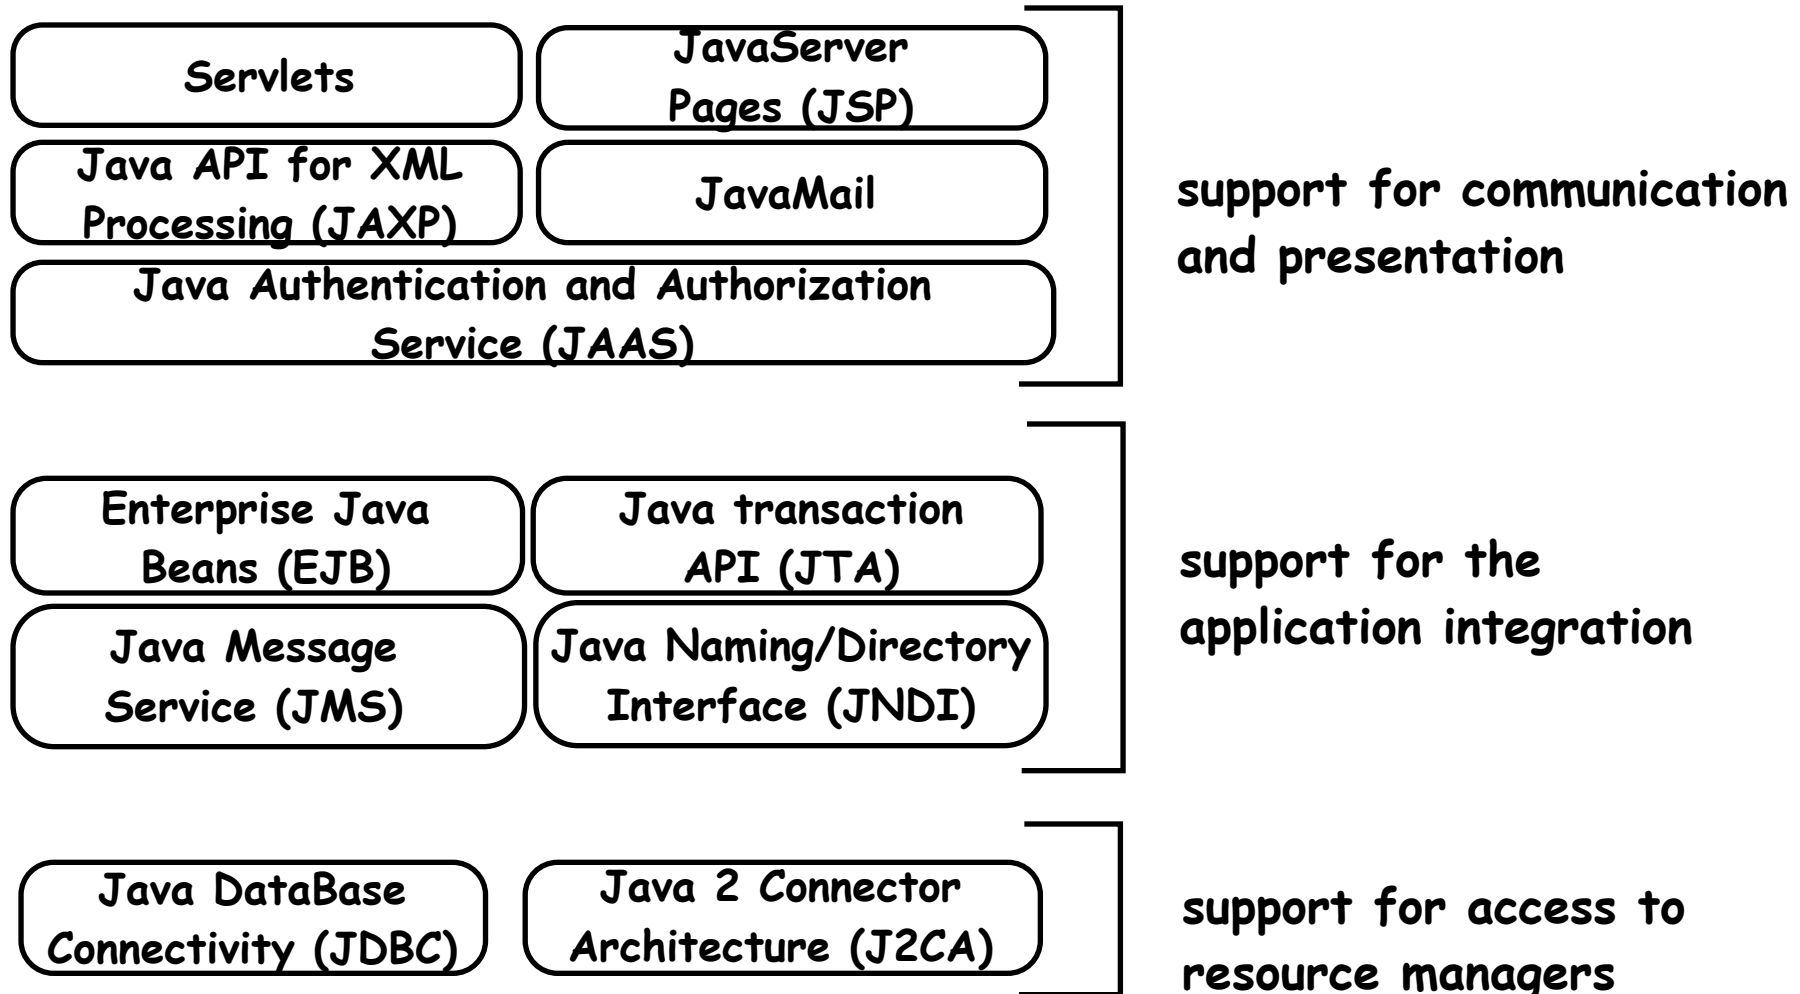 Servlets
JavaServer
Pages (JSP)
Java API for XML
Processing (JAXP)
JavaMail
Java Authentication and Authorization
Service (JAAS)
support for communication
and presentation
Enterprise Java
Beans (EJB)
Java transaction
API (JTA)
Java Message
Service (JMS)
Java Naming/Directory
Interface (JNDI)
support for the
application integration
Java DataBase
Connectivity (JDBC)
Java 2 Connector
Architecture (J2CA)
support for access to
resource managers